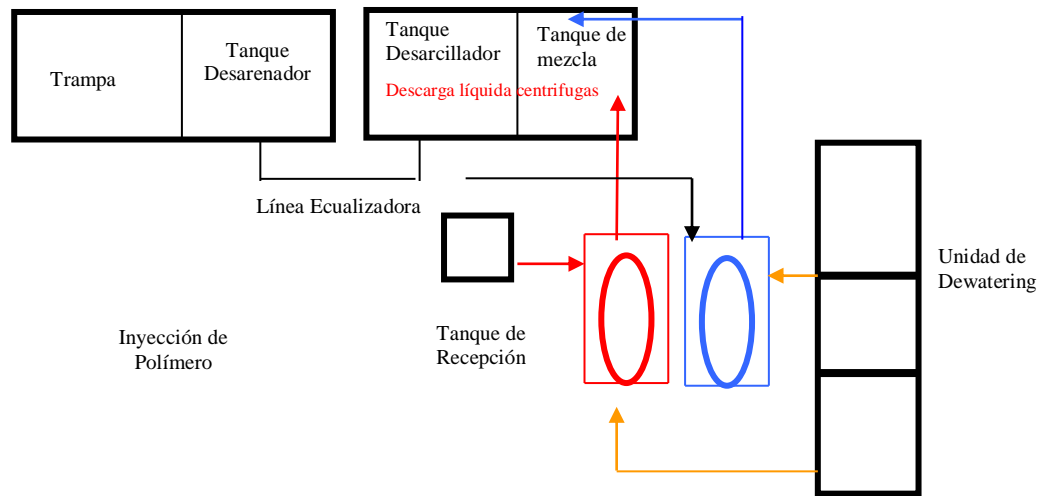 Trampa
Tanque
Desarenador
Tanque
Desarcillador
Tanque de
mezcla
Descarga líquida centrifugas
Línea Ecualizadora
Unidad de
Dewatering
Inyección de
Polímero
Tanque de
Recepción